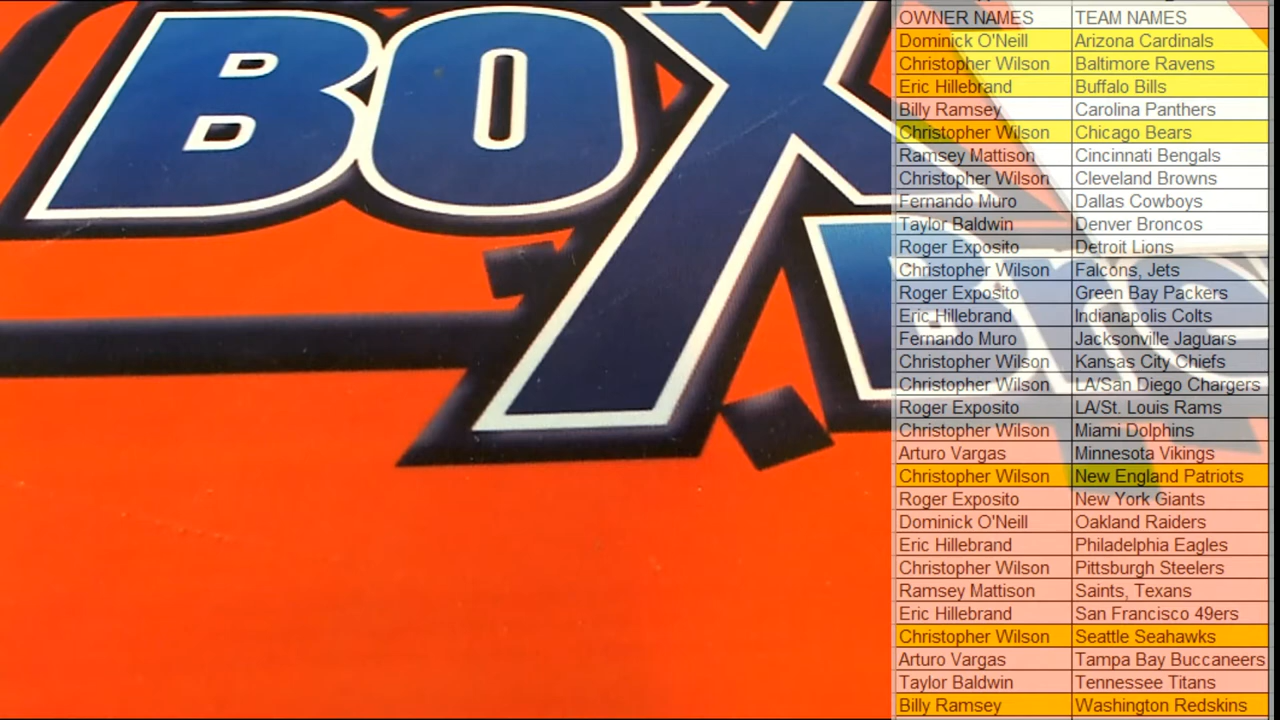 BOX
OWNER NAMES TEAM NAMES
Dominick O'Neill Arizona Cardinals
Christopher Wilson Baltimore Ravens
Eric Hillebrand Buffalo Bills
Billy Ramsey Carolina Panthers
Christopher Wilson Chicago Bears
Ramsey Mattison Cincinnati Bengals
Christopher Wilson Cleveland Browns
Fernando Muro Dallas Cowboys
Taylor Baldwin Denver Broncos
Roger Exposito Detroit Lions
Christopher Wilson Falcons, Jets
Roger Exposito Green Bay Packers
Eric Hillebrand Indianapolis Colts
Fernando Muro Jacksonville Jaguars
Christopher Wilson Kansas City Chiefs
Christopher Wilson LA/San Diego Chargers
Roger Exposito LA/St. Louis Rams
Christopher Wilson Miami Dolphins
Arturo Vargas Minnesota Vikings
Christopher Wilson New England Patriots
Roger Exposito New York Giants
Dominick O'Neill Oakland Raiders
Eric Hillebrand Philadelphia Eagles
Christopher Wilson Pittsburgh Steelers
Ramsey Mattison Saints, Texans
Eric Hillebrand San Francisco 49ers
Christopher Wilson Seattle Seahawks
Arturo Vargas Tampa Bay Buccaneers
Taylor Baldwin Tennessee Titans
Billy Ramsey Washington Redskins